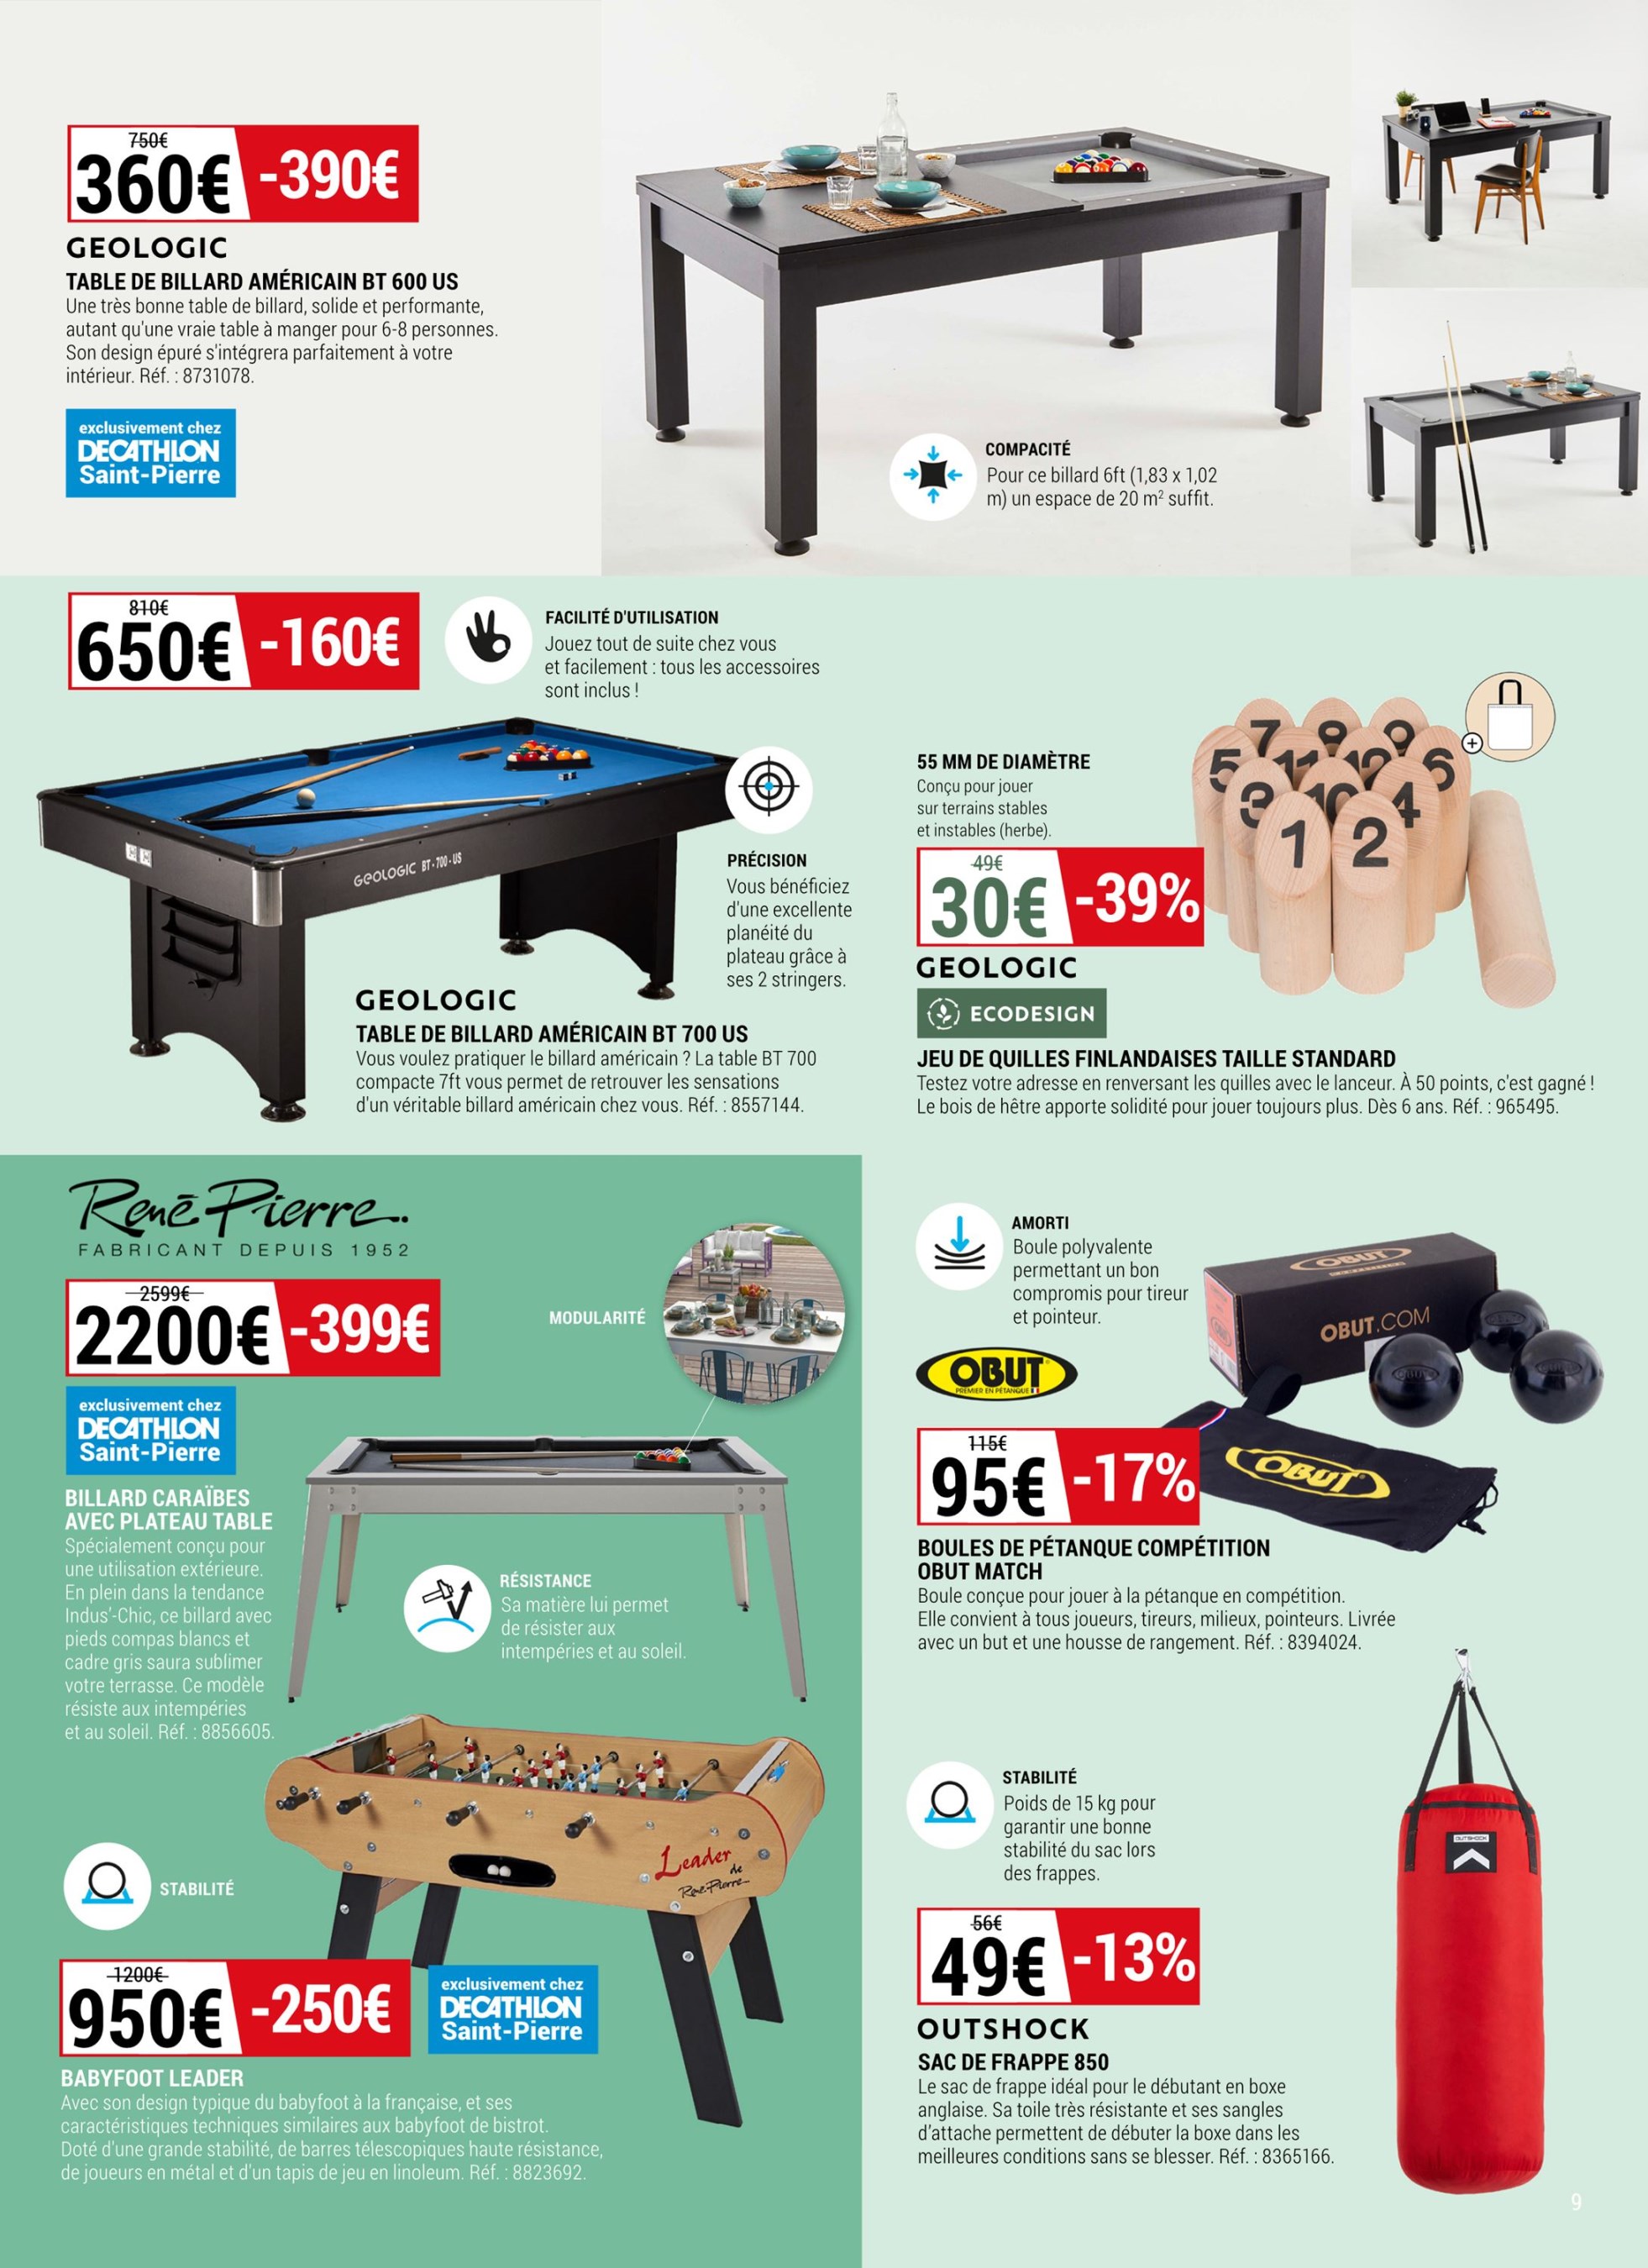 750€
360€ -390€
GEOLOGIC
TABLE DE BILLARD AMÉRICAIN BT 600 US
Une très bonne table de billard, solide et performante,
autant qu'une vraie table à manger pour 6-8 personnes.
Son design épuré s'intégrera parfaitement à votre
intérieur. Réf. : 8731078.
exclusivement chez
DECATHLON
Saint-Pierre
COMPACITÉ
Pour ce billard 6ft (1,83 x 1,02
m) un espace de 20 m² suffit.
810€
650€ -160€
FACILITÉ D'UTILISATION
Jouez tout de suite chez vous
et facilement : tous les accessoires
sont inclus !
GEOLOGIC BT-700-US
PRÉCISION
Vous bénéficiez
d'une excellente
planéité du
plateau grâce à
ses 2 stringers.
GEOLOGIC
TABLE DE BILLARD AMÉRICAIN BT 700 US
Vous voulez pratiquer le billard américain ? La table BT 700
compacte 7ft vous permet de retrouver les sensations
d'un véritable billard américain chez vous. Réf. : 8557144.
55 MM DE DIAMÈTRE
Conçu pour jouer
sur terrains stables
et instables (herbe).
7 8 9
5 11 12 6
3 10 4
1 2
49€
30€ -39%
GEOLOGIC
ECODESIGN
JEU DE QUILLES FINLANDAISES TAILLE STANDARD
Testez votre adresse en renversant les quilles avec le lanceur. À 50 points, c'est gagné !
Le bois de hêtre apporte solidité pour jouer toujours plus. Dès 6 ans. Réf. : 965495.
René Pierre
FABRICANT DEPUIS 1952
2599€
2200€ -399€
MODULARITÉ
exclusivement chez
DECATHLON
Saint-Pierre
BILLARD CARAÏBES
AVEC PLATEAU TABLE
Spécialement conçu pour
une utilisation extérieure.
En plein dans la tendance
Indus'-Chic, ce billard avec
pieds compas blancs et
cadre gris saura sublimer
votre terrasse. Ce modèle
résiste aux intempéries
et au soleil. Réf. : 8856605.
RÉSISTANCE
Sa matière lui permet
de résister aux
intempéries et au soleil.
Leader
de
René Pierre
STABILITÉ
1200€
950€ -250€
exclusivement chez
DECATHLON
Saint-Pierre
BABYFOOT LEADER
Avec son design typique du babyfoot à la française, et ses
caractéristiques techniques similaires aux babyfoot de bistrot.
Doté d'une grande stabilité, de barres télescopiques haute résistance,
de joueurs en métal et d'un tapis de jeu en linoleum. Réf. : 8823692.
AMORTI
Boule polyvalente
permettant un bon
compromis pour tireur
et pointeur.
OBUT
OBUT.COM
OBUT
PREMIER EN PÉTANQUE
OBUT
115€
95€ -17%
BOULES DE PÉTANQUE COMPÉTITION
OBUT MATCH
Boule conçue pour jouer à la pétanque en compétition.
Elle convient à tous joueurs, tireurs, milieux, pointeurs. Livrée
avec un but et une housse de rangement. Réf. : 8394024.
STABILITÉ
Poids de 15 kg pour
garantir une bonne
stabilité du sac lors
des frappes.
OUTSHOCK
56€
49€ -13%
OUTSHOCK
SAC DE FRAPPE 850
Le sac de frappe idéal pour le débutant en boxe
anglaise. Sa toile très résistante et ses sangles
d'attache permettent de débuter la boxe dans les
meilleures conditions sans se blesser. Réf. : 8365166.
9